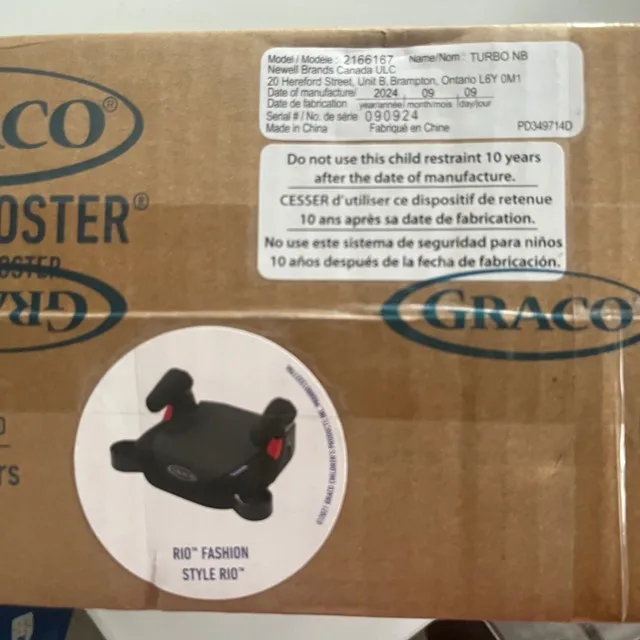 ACO®
OSTER®
OSTER
GRACO
Model / Modèle : 2166167 Name/Nom : TURBO NB
Newell Brands Canada ULC
20 Hereford Street, Unit B, Brampton, Ontario L6Y 0M1
Date of manufacture/ 2024 09 09
Date de fabrication year/année month/mois day/jour
Serial # / No. de série 090924
Made in China Fabriqué en Chine PD349714D
Do not use this child restraint 10 years
after the date of manufacture.
CESSER d'utiliser ce dispositif de retenue
10 ans après sa date de fabrication.
No use este sistema de seguridad para niños
10 años después de la fecha de fabricación.
GRACO
rs
GRACO
RIO™ FASHION
STYLE RIO™